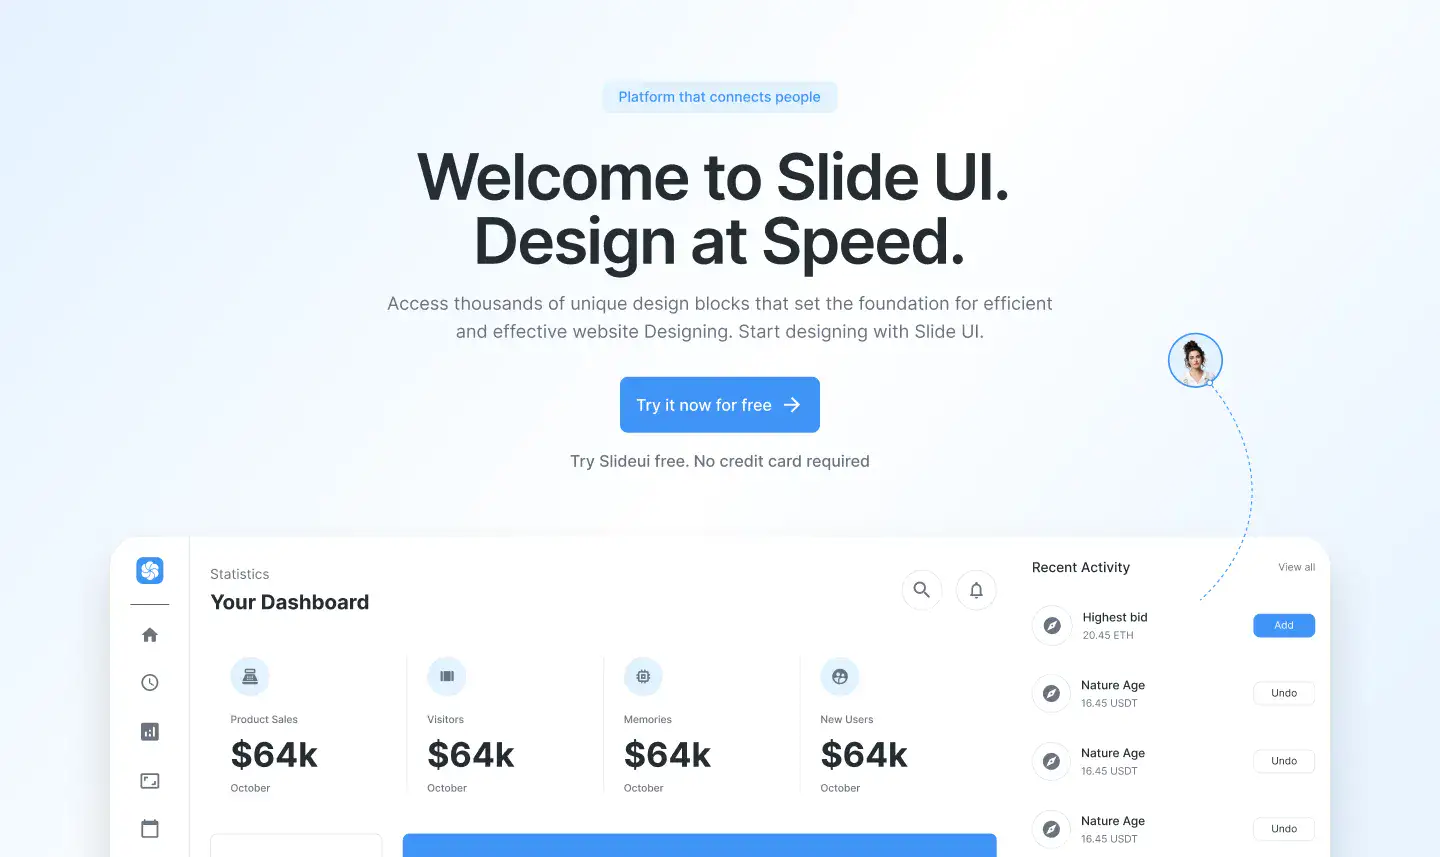 Platform that connects people
Welcome to Slide UI.
Design at Speed.
Access thousands of unique design blocks that set the foundation for efficient
and effective website Designing. Start designing with Slide UI.
Try it now for free
Try Slideui free. No credit card required
Statistics
Your Dashboard
Product Sales
$64k
October
Visitors
$64k
October
Memories
$64k
October
New Users
$64k
October
Recent Activity
View all
Highest bid
20.45 ETH
Add
Nature Age
16.45 USDT
Undo
Nature Age
16.45 USDT
Undo
Nature Age
16.45 USDT
Undo